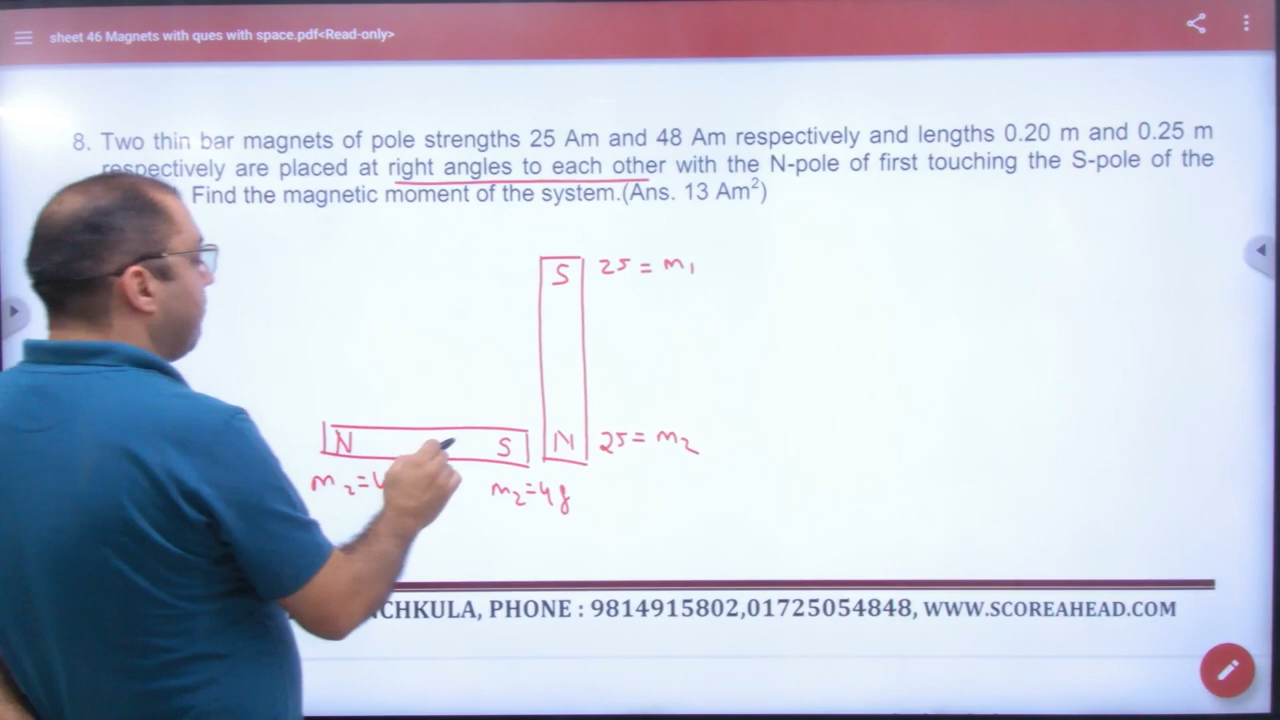 sheet 46 Magnets with ques with space.pdf<Read-only>
8. Two thin bar magnets of pole strengths 25 Am and 48 Am respectively and lengths 0.20 m and 0.25 m
respectively are placed at right angles to each other with the N-pole of first touching the S-pole of the
Find the magnetic moment of the system.(Ans. 13 Am²)
S 25 = m₁
N S N 25 = m₂
m₂ = m₂ = 48
CHKULA, PHONE : 9814915802,01725054848, WWW.SCOREAHEAD.COM